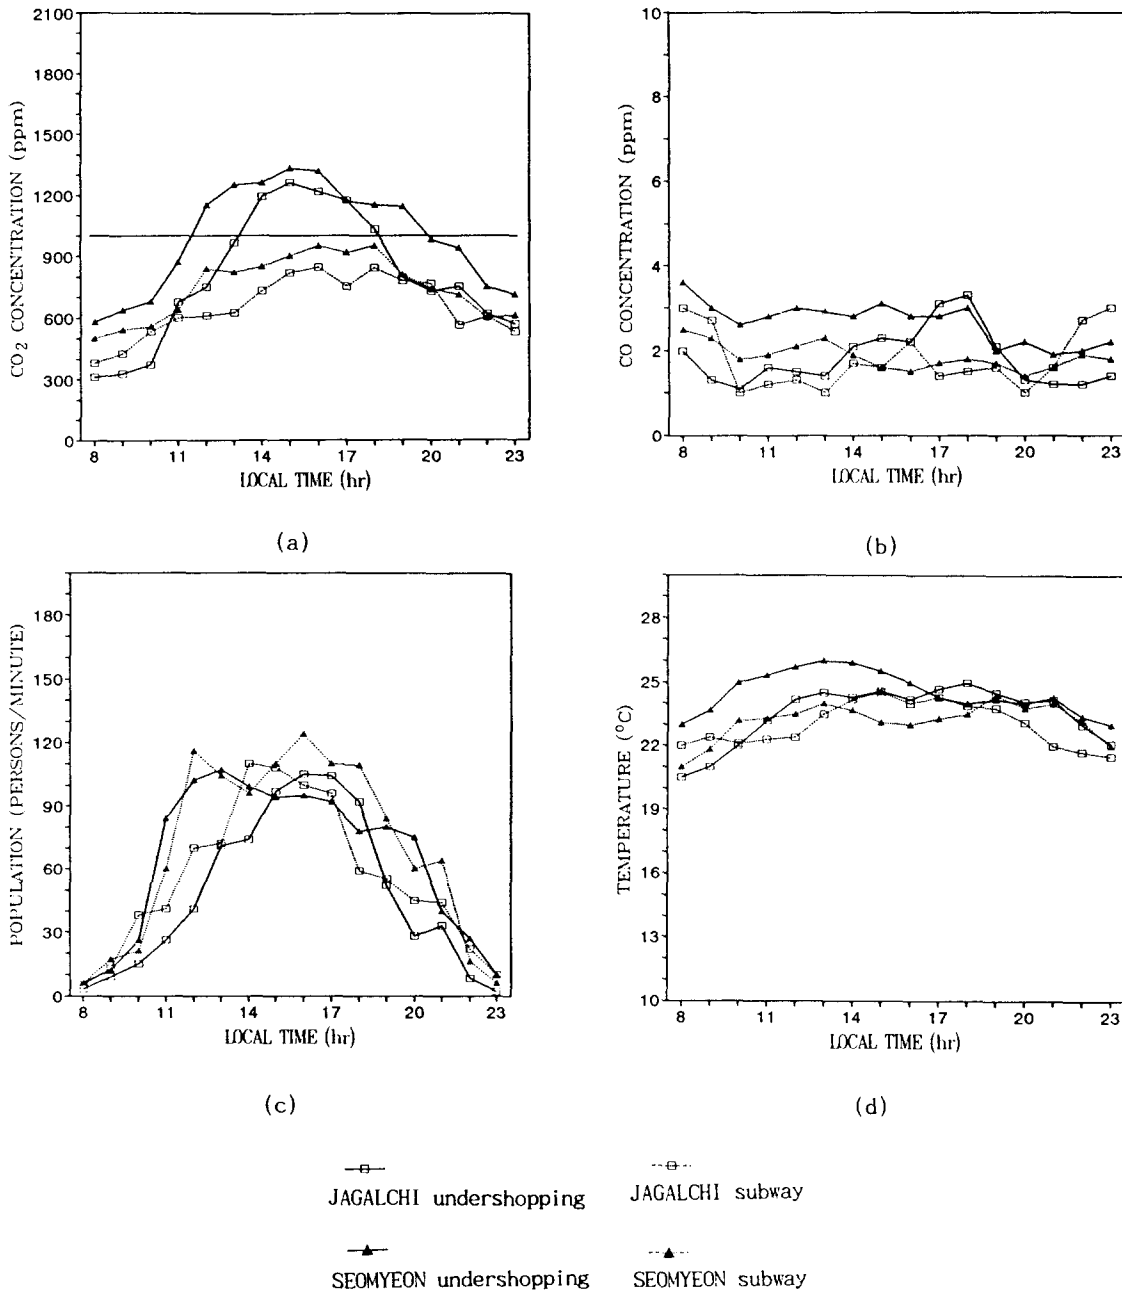 2100
1800
1500
1200
900
600
300
0
CO2 CONCENTRATION (ppm)
8 11 14 17 20 23
LOCAL TIME (hr)
(a)
10
8
6
4
2
0
CO CONCENTRATION (ppm)
8 11 14 17 20 23
LOCAL TIME (hr)
(b)
180
150
120
90
60
30
0
POPULATION (PERSONS/MINUTE)
8 11 14 17 20 23
LOCAL TIME (hr)
(c)
28
25
22
19
16
13
10
TEMPERATURE (°C)
8 11 14 17 20 23
LOCAL TIME (hr)
(d)
JAGALCHI undershopping
JAGALCHI subway
SEOMYEON undershopping
SEOMYEON subway